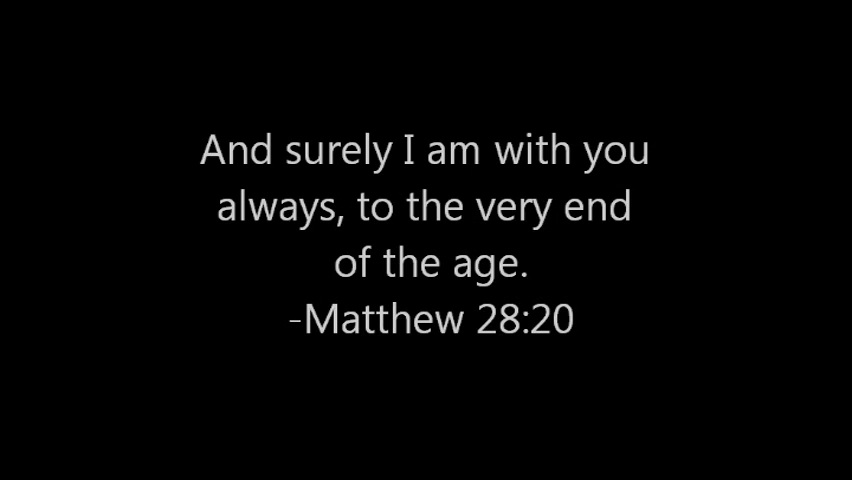 And surely I am with you
always, to the very end
of the age.
-Matthew 28:20